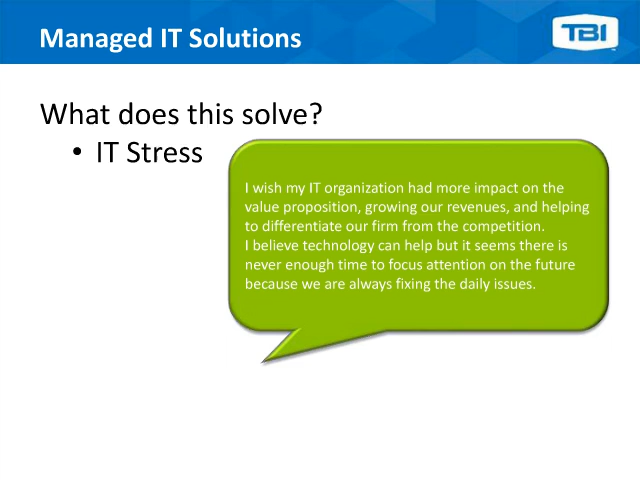 Managed IT Solutions
TBI
What does this solve?
• IT Stress
I wish my IT organization had more impact on the
value proposition, growing our revenues, and helping
to differentiate our firm from the competition.
I believe technology can help but it seems there is
never enough time to focus attention on the future
because we are always fixing the daily issues.